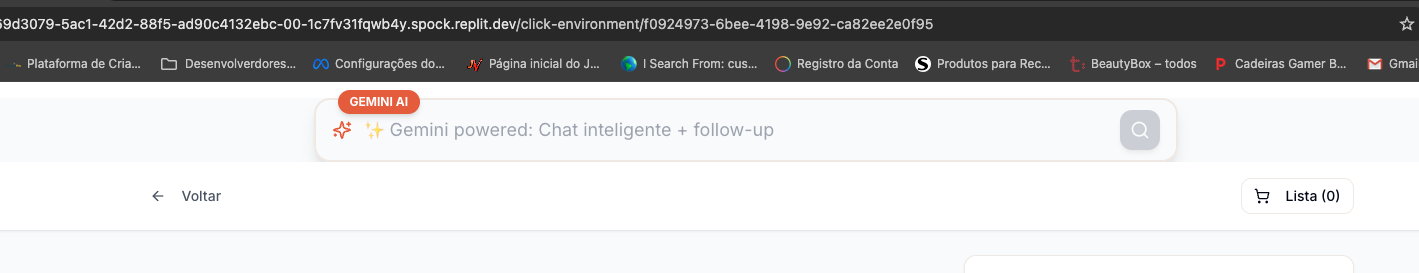 69d3079-5ac1-42d2-88f5-ad90c4132ebc-00-1c7fv31fqwb4y.spock.replit.dev/click-environment/f0924973-6bee-4198-9e92-ca82ee2e0f95
Plataforma de Cria... Desenvolverdores... Configurações do... Página inicial do J... I Search From: cus... Registro da Conta Produtos para Rec... BeautyBox – todos Cadeiras Gamer B... Gmai
GEMINI AI
✨ Gemini powered: Chat inteligente + follow-up
Voltar Lista (0)